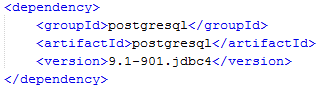 <dependency>
<groupId>postgresql</groupId>
<artifactId>postgresql</artifactId>
<version>9.1-901.jdbc4</version>
</dependency>